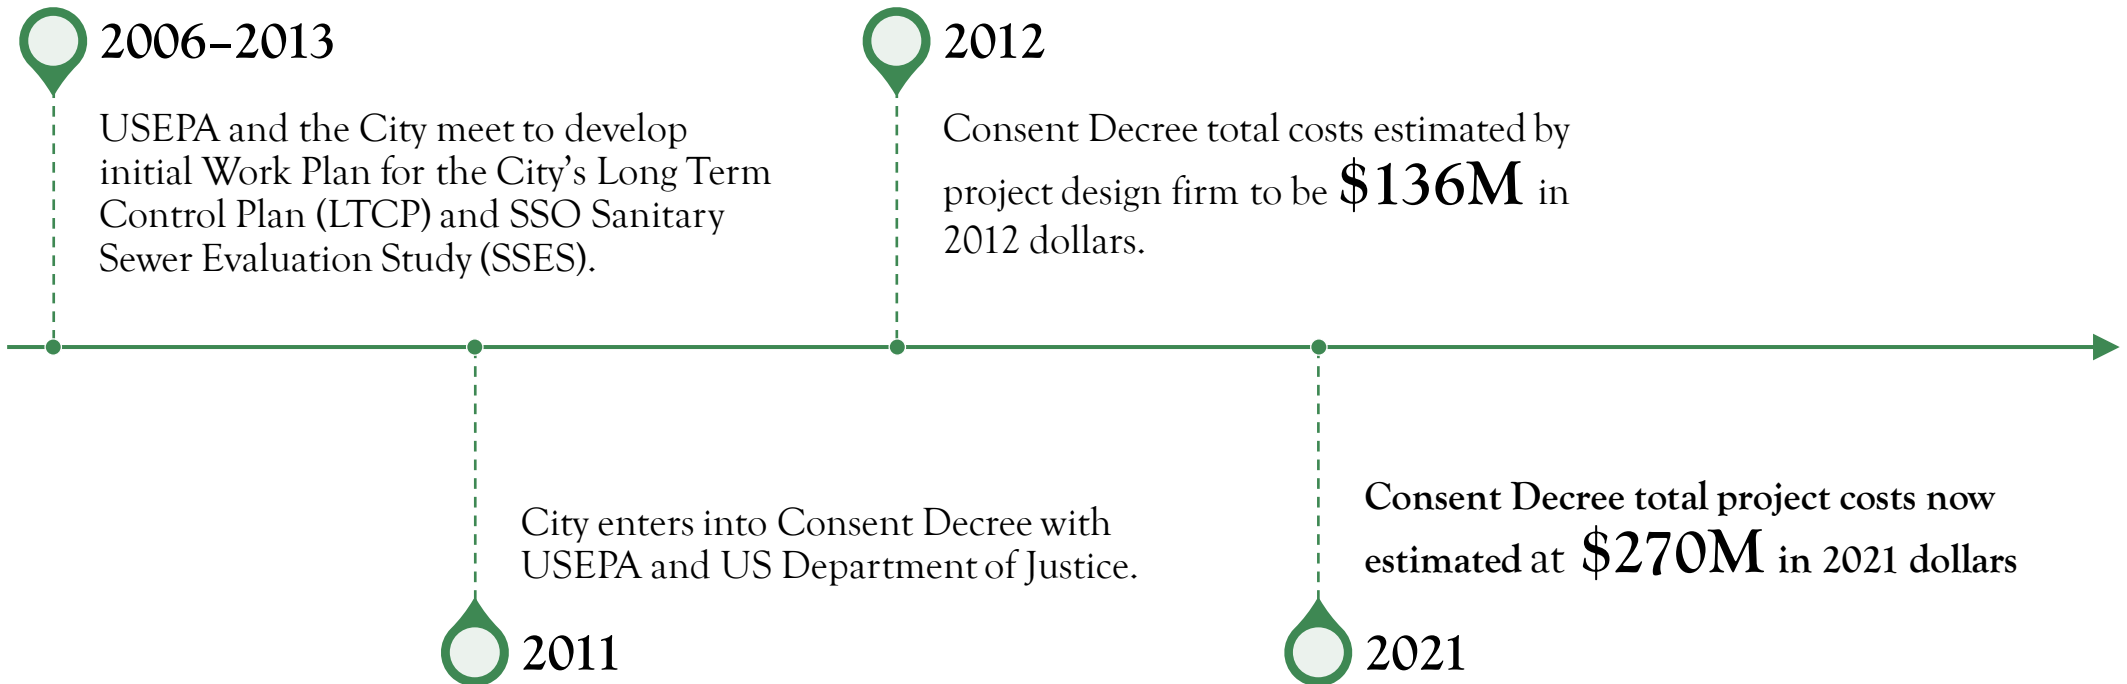 2006–2013
USEPA and the City meet to develop
initial Work Plan for the City’s Long Term
Control Plan (LTCP) and SSO Sanitary
Sewer Evaluation Study (SSES).
2012
Consent Decree total costs estimated by
project design firm to be $136M in
2012 dollars.
City enters into Consent Decree with
USEPA and US Department of Justice.
2011
Consent Decree total project costs now
estimated at $270M in 2021 dollars
2021